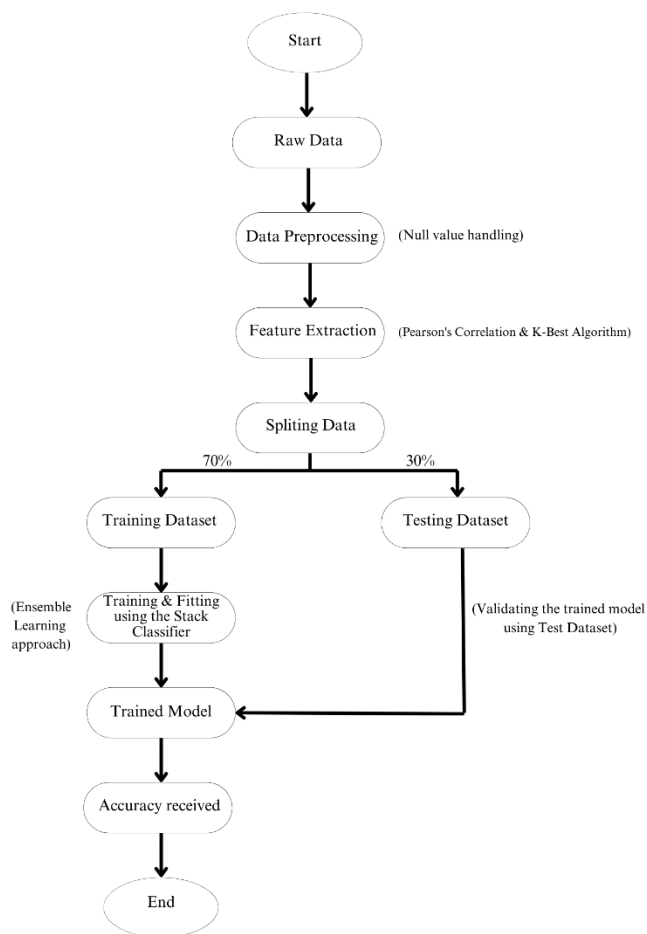 Start
Raw Data
Data Preprocessing
(Null value handling)
Feature Extraction
(Pearson's Correlation & K-Best Algorithm)
Spliting Data
70%
30%
Training Dataset
Testing Dataset
(Ensemble
Learning
approach)
Training & Fitting
using the Stack
Classifier
(Validating the trained model
using Test Dataset)
Trained Model
Accuracy received
End